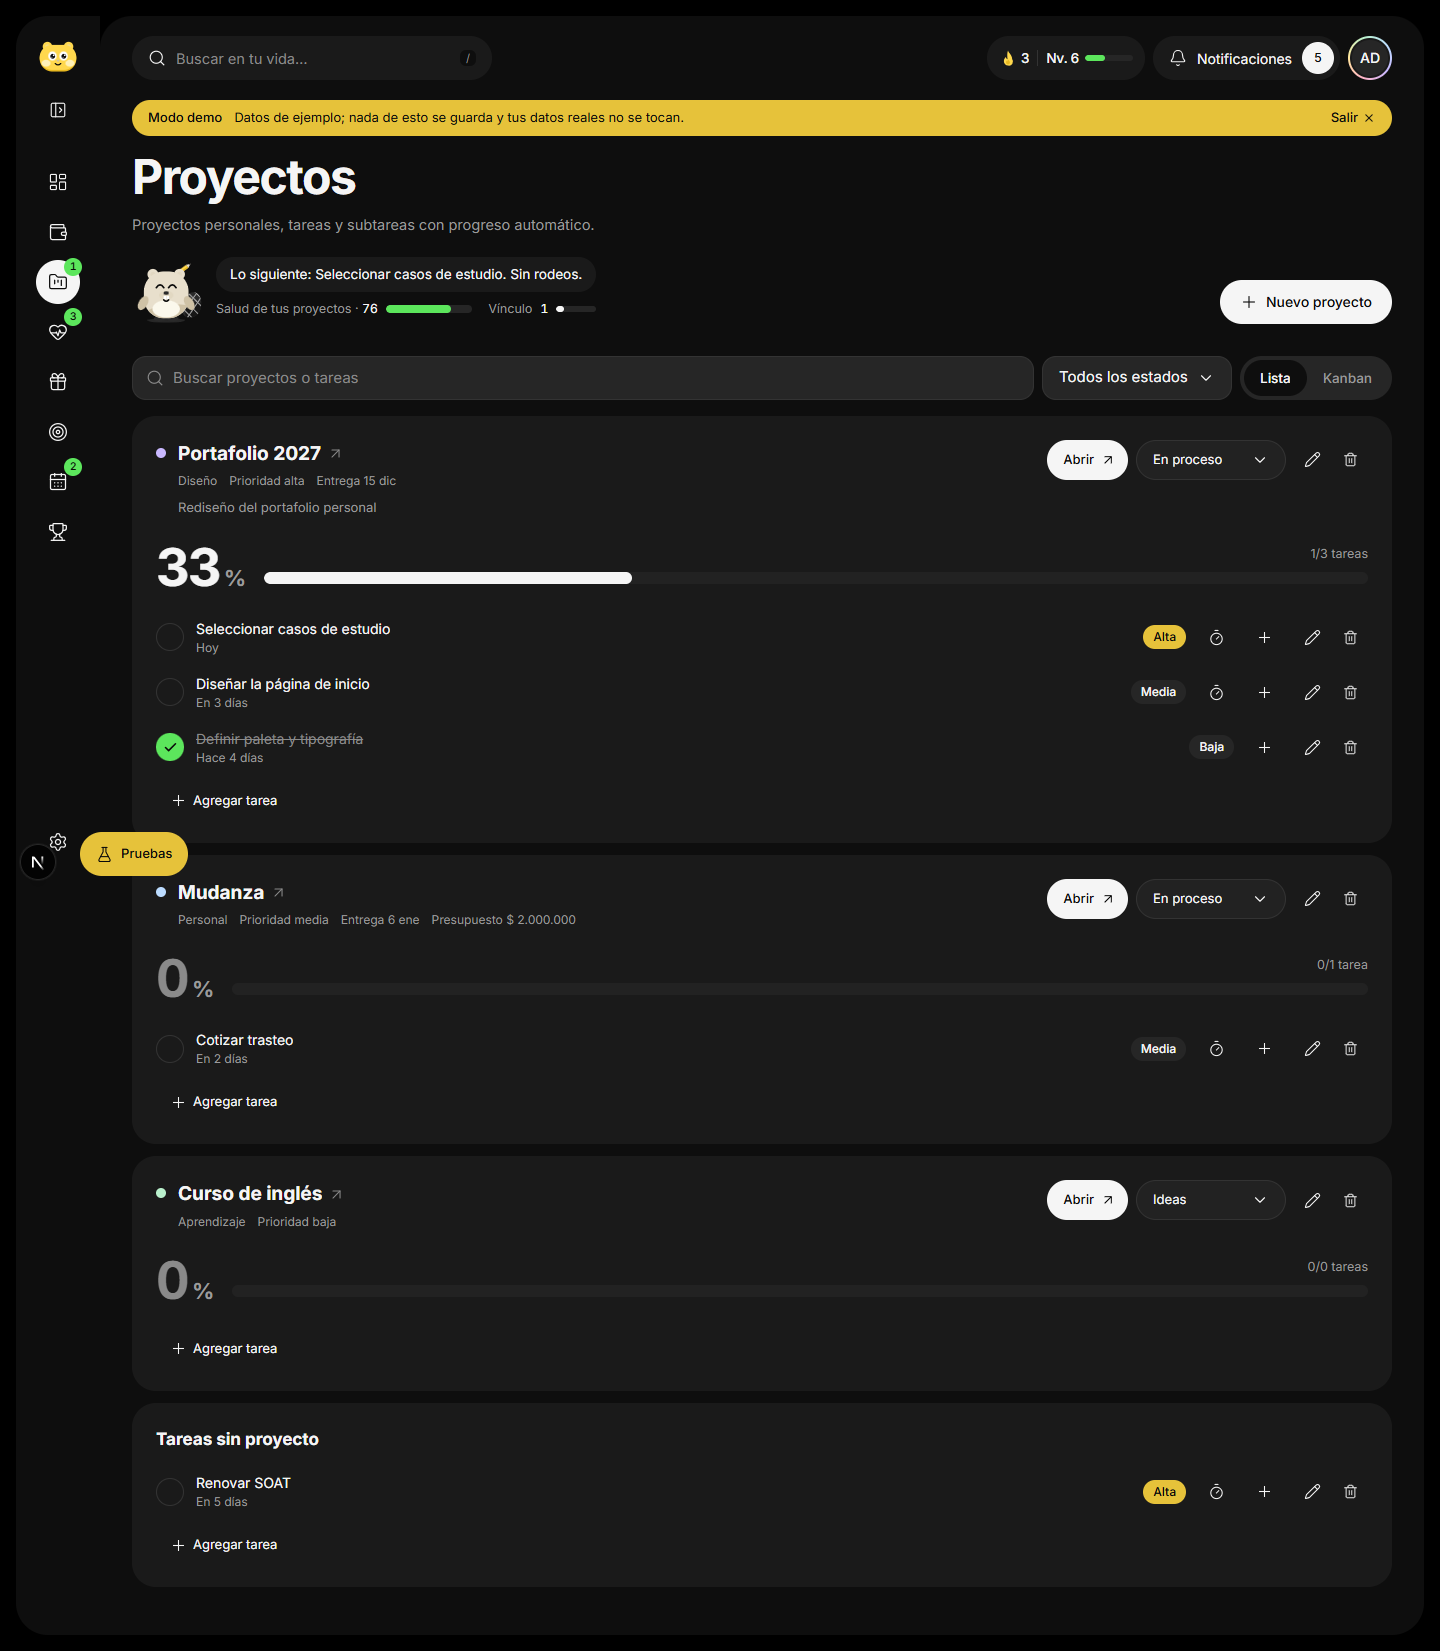 Buscar en tu vida...
/
3
Nv. 6
Notificaciones
5
AD
Modo demo Datos de ejemplo; nada de esto se guarda y tus datos reales no se tocan.
Salir
Proyectos
Proyectos personales, tareas y subtareas con progreso automático.
1
3
2
Lo siguiente: Seleccionar casos de estudio. Sin rodeos.
Salud de tus proyectos · 76
Vínculo 1
Nuevo proyecto
Buscar proyectos o tareas
Todos los estados
Lista
Kanban
Portafolio 2027
Abrir
En proceso
Diseño Prioridad alta Entrega 15 dic
Rediseño del portafolio personal
33 %
1/3 tareas
Seleccionar casos de estudio
Hoy
Alta
Diseñar la página de inicio
En 3 días
Media
Definir paleta y tipografía
Hace 4 días
Baja
Agregar tarea
N
Pruebas
Mudanza
Abrir
En proceso
Personal Prioridad media Entrega 6 ene Presupuesto $ 2.000.000
0 %
0/1 tarea
Cotizar trasteo
En 2 días
Media
Agregar tarea
Curso de inglés
Abrir
Ideas
Aprendizaje Prioridad baja
0 %
0/0 tareas
Agregar tarea
Tareas sin proyecto
Renovar SOAT
En 5 días
Alta
Agregar tarea